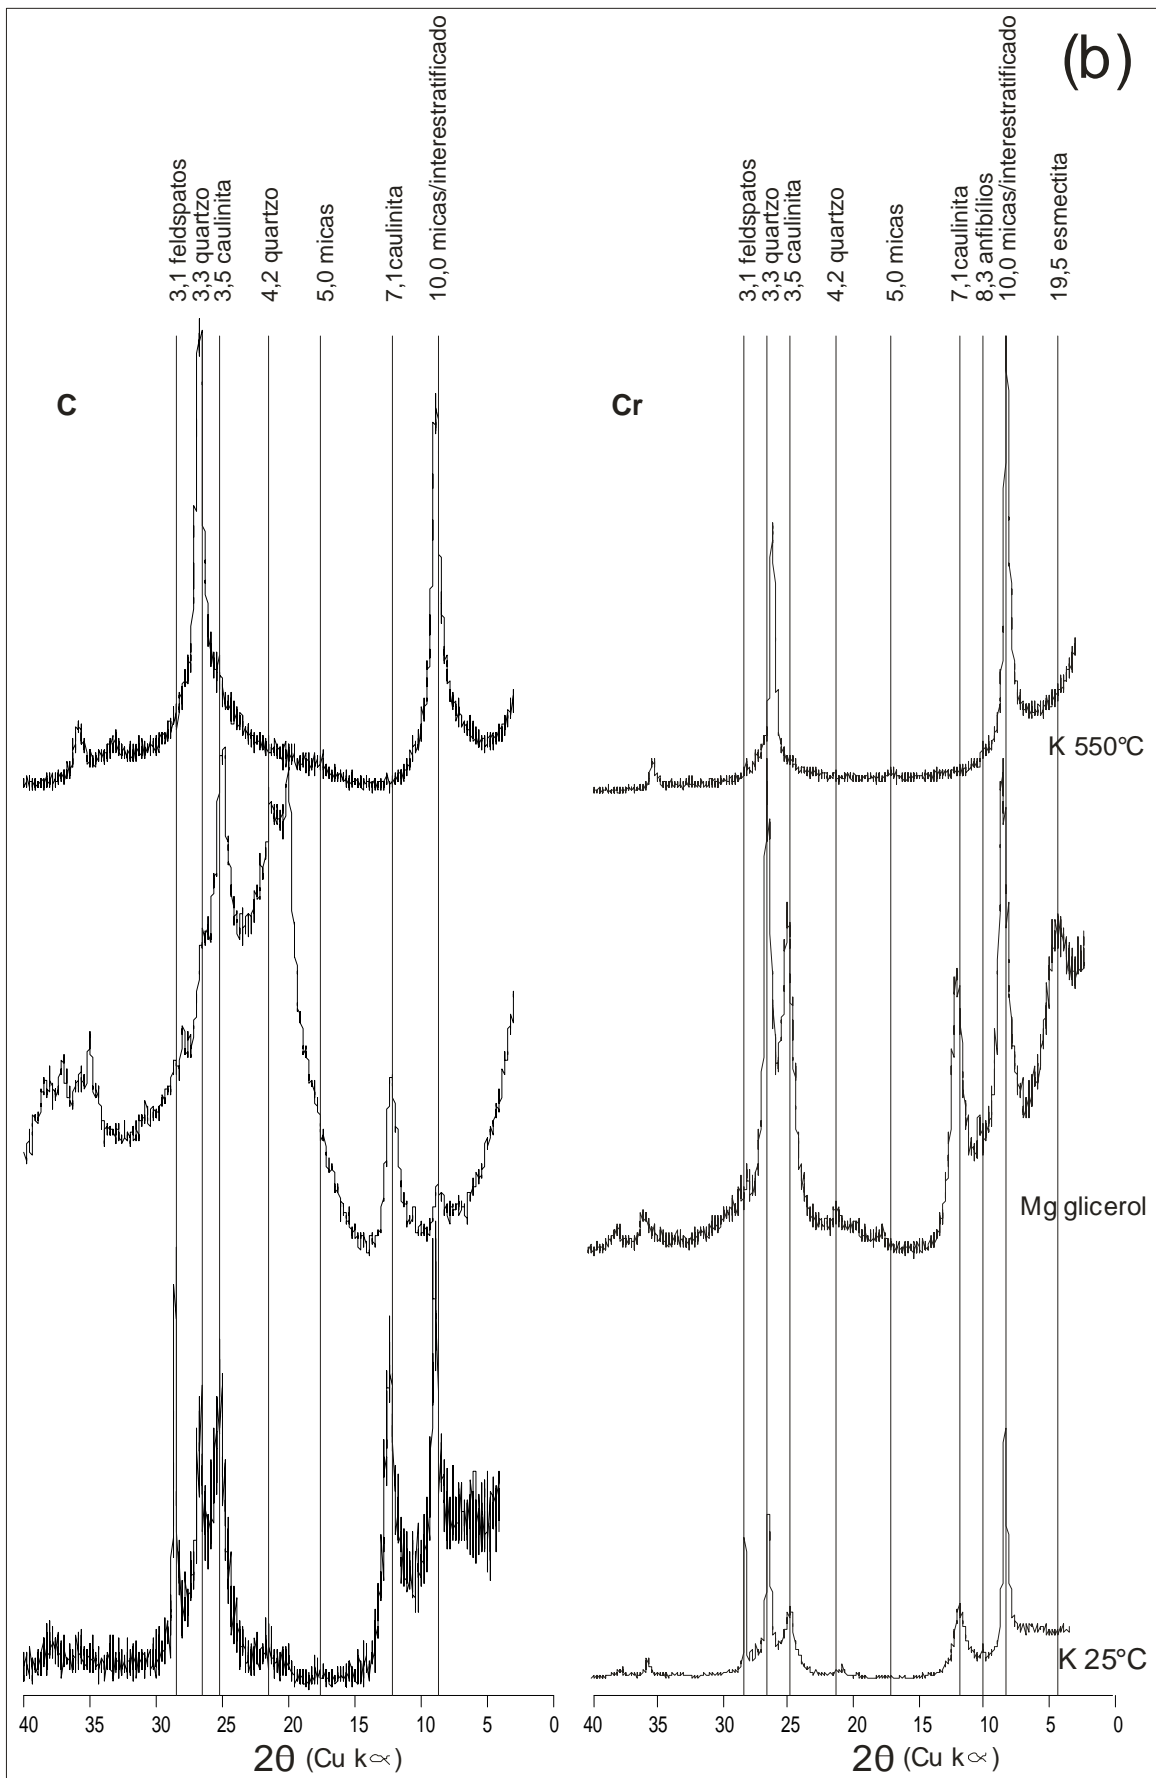 (b)
3,1 feldspatos
3,3 quartzo
3,5 caulinita
4,2 quartzo
5,0 micas
7,1caulinita
10,0 micas/interestratificado
3,1 feldspatos
3,3 quartzo
3,5 caulinita
4,2 quartzo
5,0 micas
7,1caulinita
8,3 anfibílios
10,0 micas/interestratificado
19,5 esmectita
C
Cr
K 550°C
Mg glicerol
K 25°C
40 35 30 25 20 15 10 5 0
2θ (Cu k∝)
40 35 30 25 20 15 10 5 0
2θ (Cu k∝)